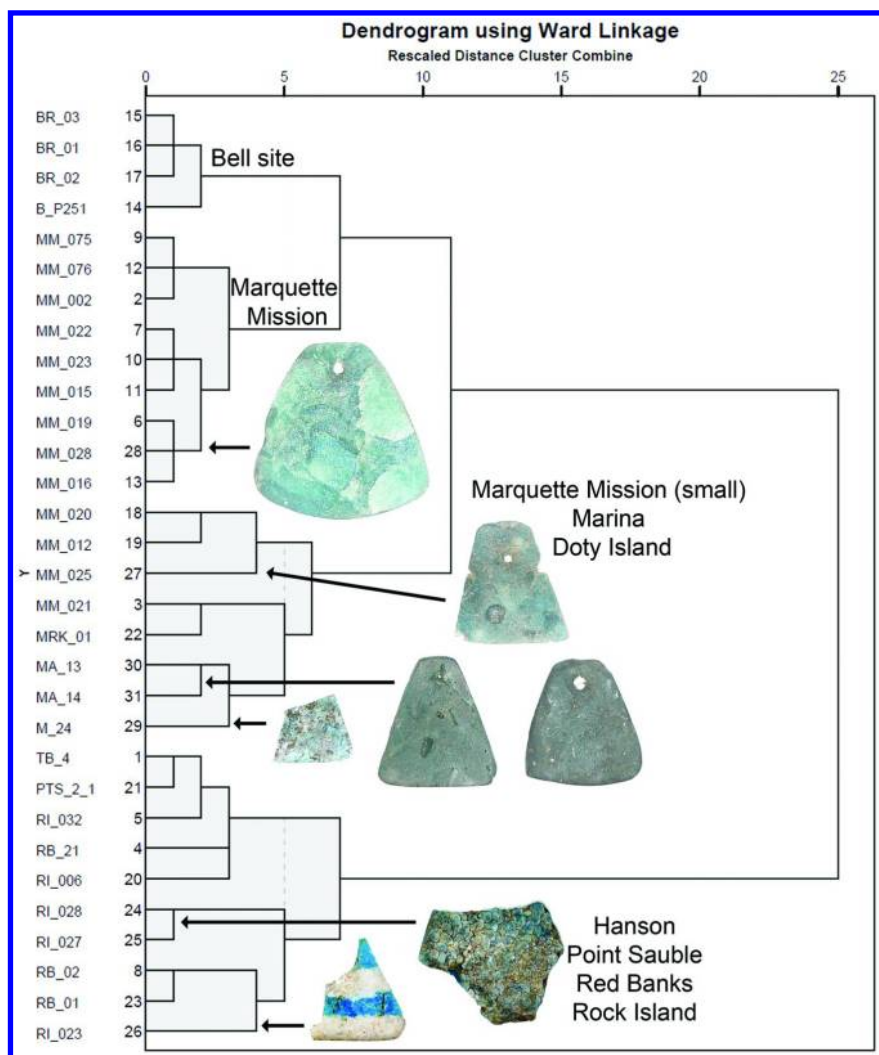 Dendrogram using Ward Linkage
Rescaled Distance Cluster Combine
0 5 10 15 20 25
BR_03 15
BR_01 16
Bell site
BR_02 17
B_P251 14
MM_075 9
MM_076 12
MM_002 2
Marquette
Mission
MM_022 7
MM_023 10
MM_015 11
MM_019 6
MM_028 28
MM_016 13
Marquette Mission (small)
Marina
Doty Island
MM_020 18
MM_012 19
Y
MM_025 27
MM_021 3
MRK_01 22
MA_13 30
MA_14 31
M_24 29
TB_4 1
PTS_2_1 21
RI_032 5
RB_21 4
RI_006 20
RI_028 24
RI_027 25
Hanson
Point Sauble
Red Banks
Rock Island
RB_02 8
RB_01 23
RI_023 26